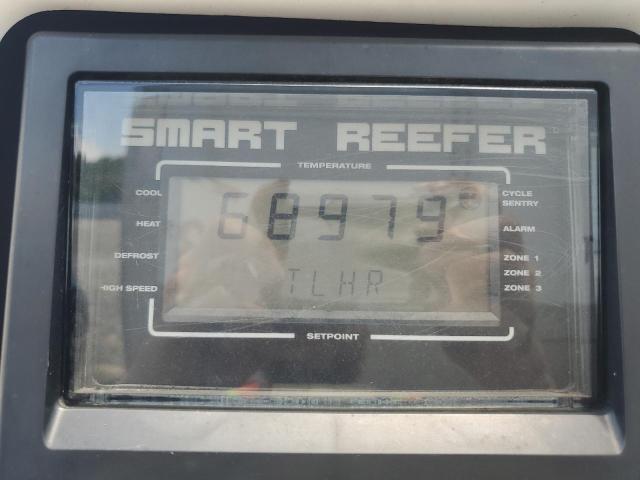 SMART REEFER
TEMPERATURE
COOL
CYCLE SENTRY
68979
HEAT
ALARM
DEFROST
ZONE 1
ZONE 2
TLHR
HIGH SPEED
ZONE 3
SETPOINT